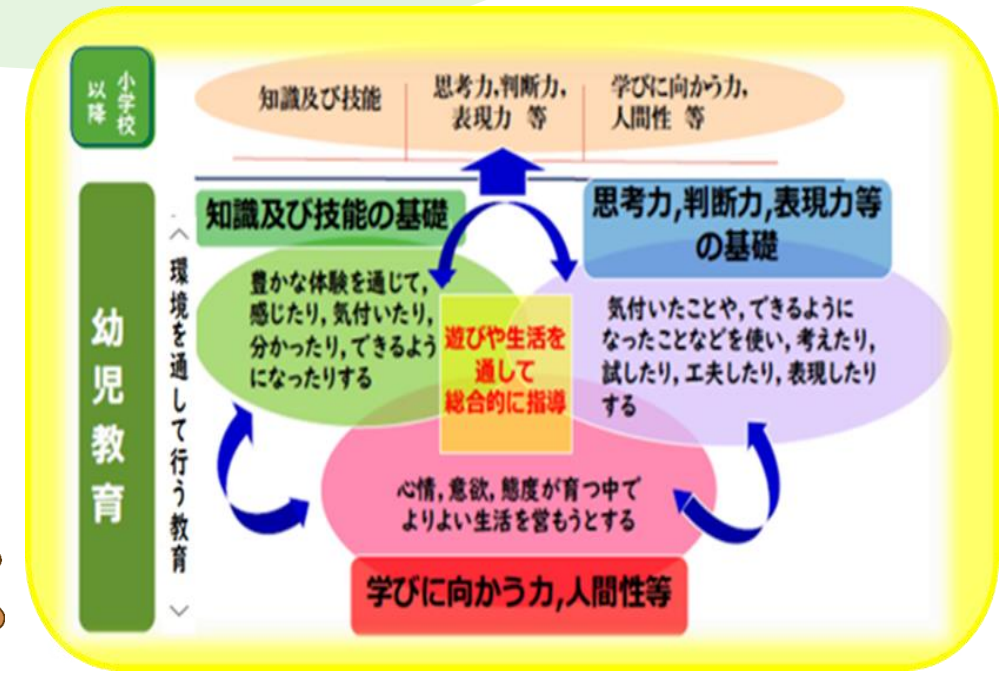 小学校
以降
知識及び技能
思考力,判断力,
表現力 等
学びに向かう力,
人間性 等
幼児教育
環境を通して行う教育
知識及び技能の基礎
豊かな体験を通じて,
感じたり,気付いたり,
分かったり,できるよう
になったりする
思考力,判断力,表現力等
の基礎
気付いたことや,できるように
なったことなどを使い,考えたり,
試したり,工夫したり,表現したり
する
遊びや生活を
通して
総合的に指導
心情,意欲,態度が育つ中で
よりよい生活を営もうとする
学びに向かう力,人間性等